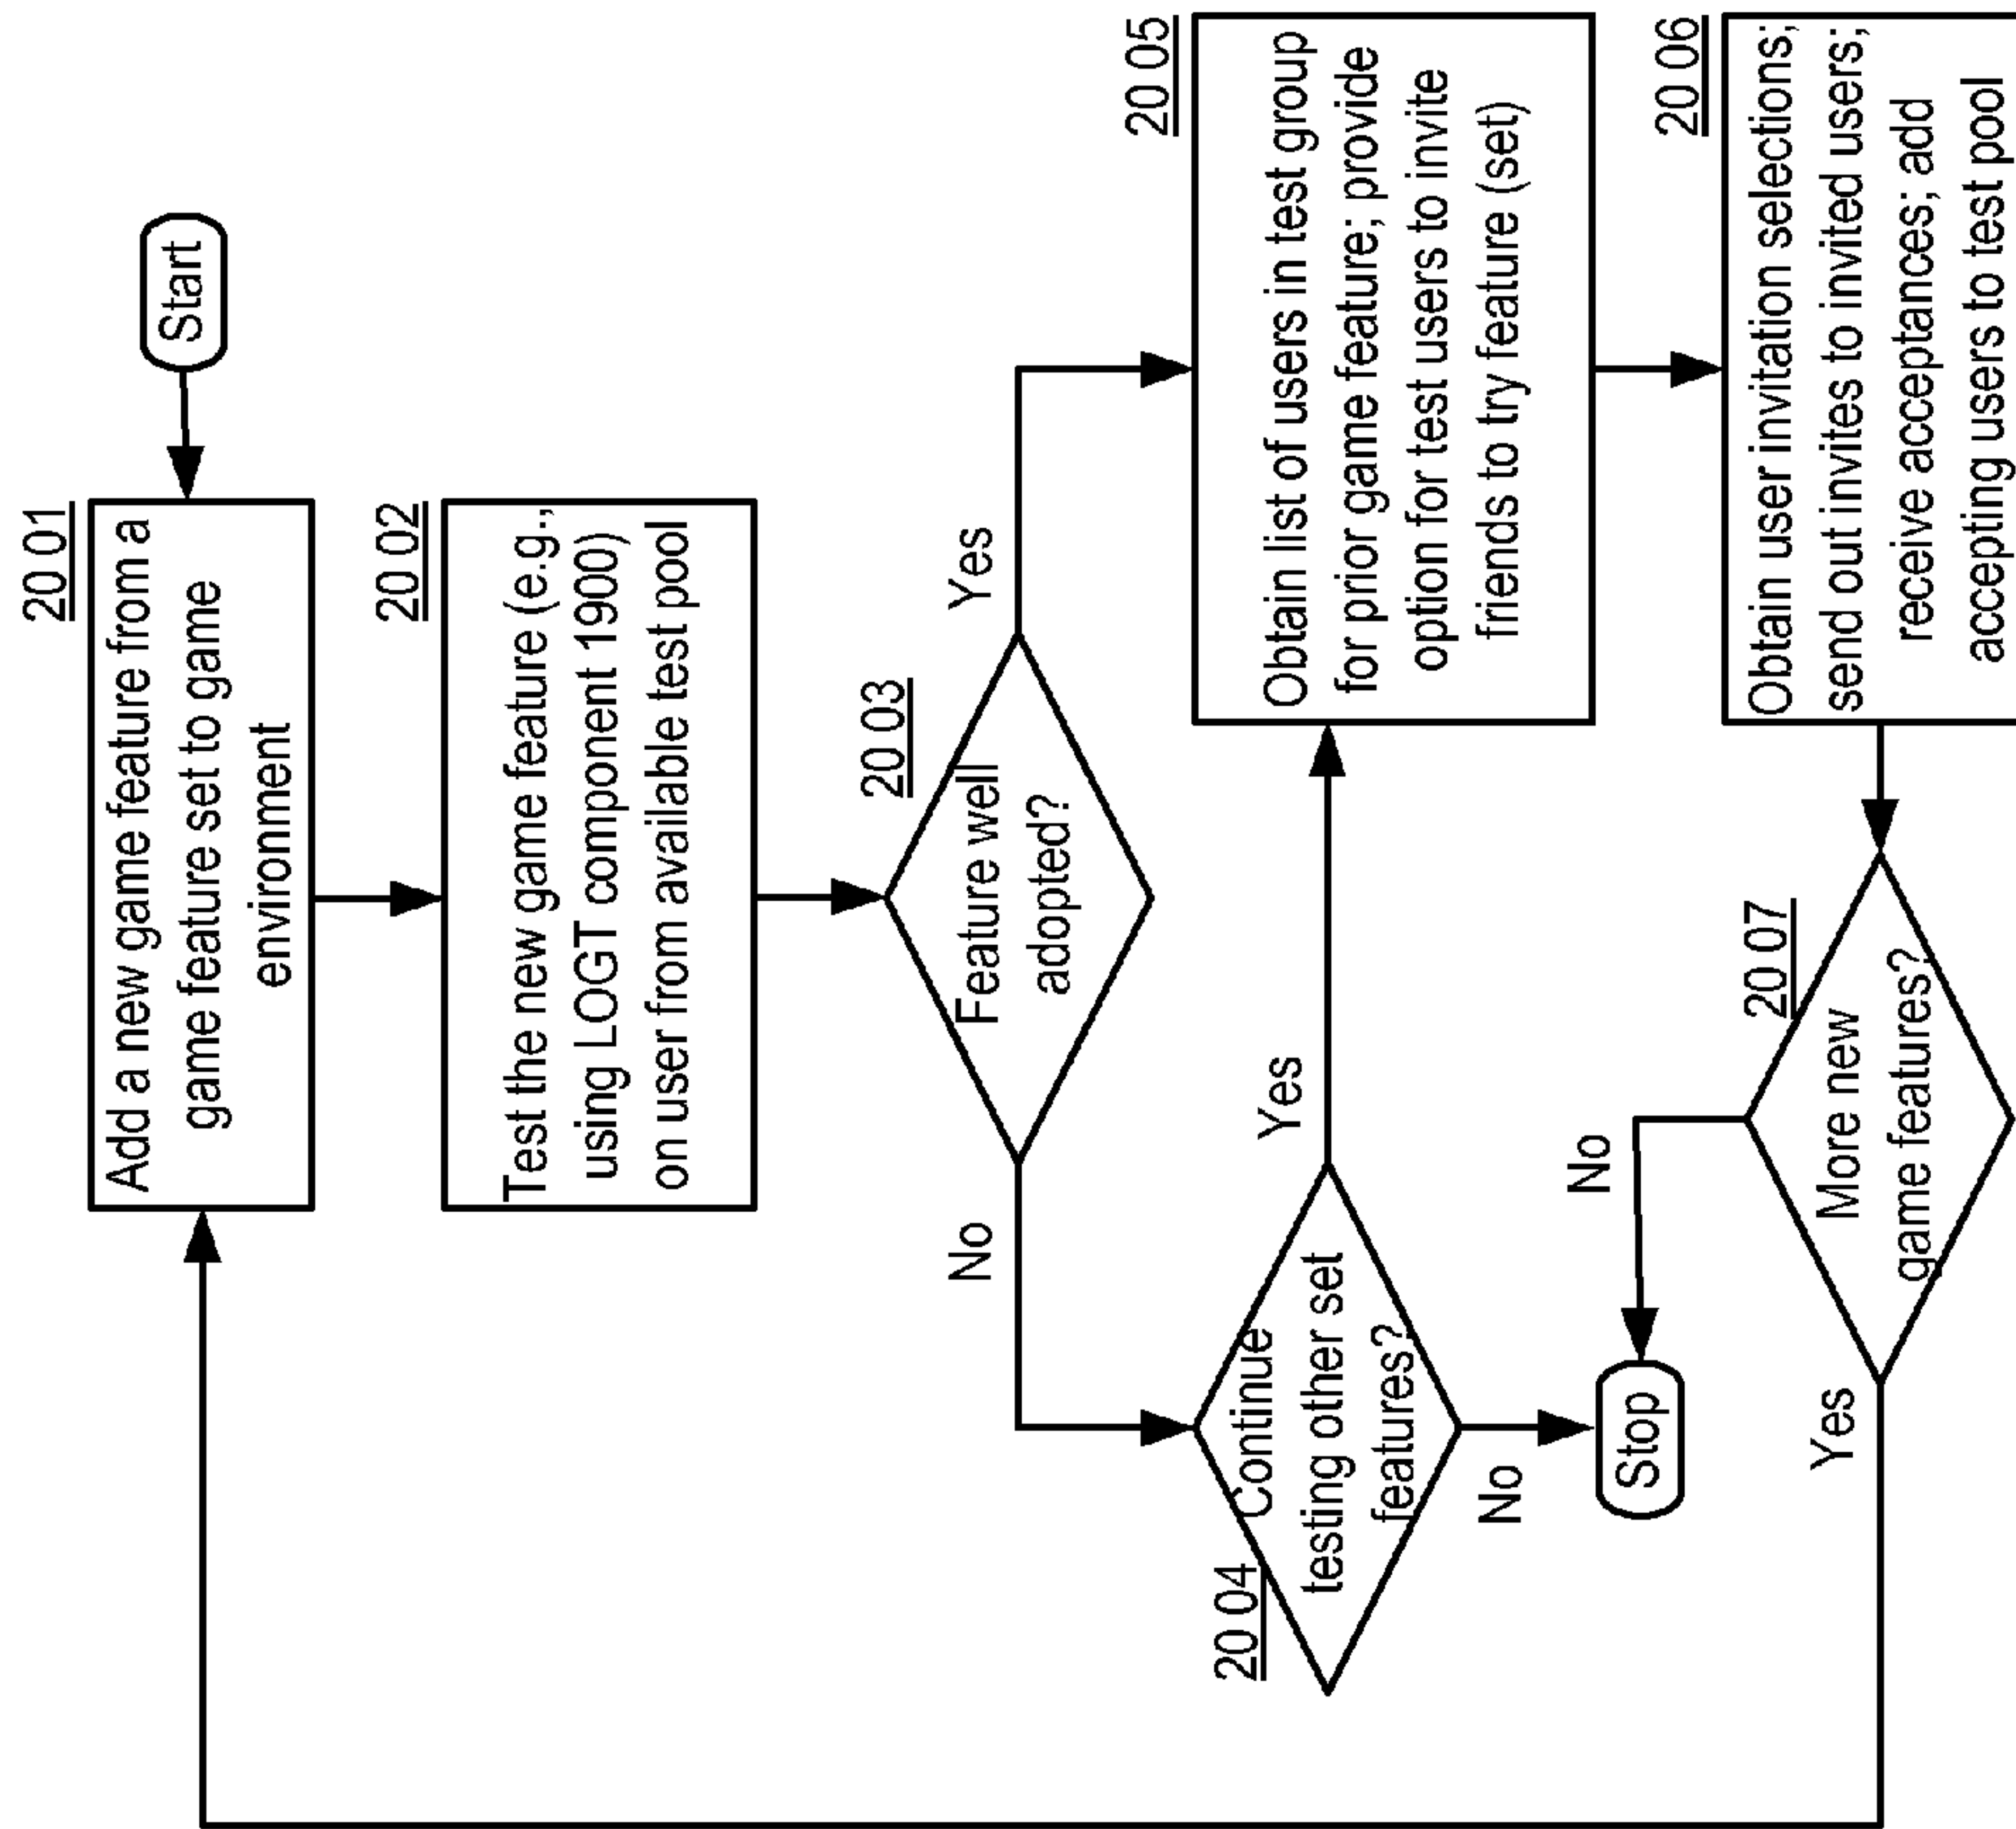 Start
20 01
Add a new game feature from a
game feature set to game
environment
20 02
Test the new game feature (e.g.,
using LOGT component 1900)
on user from available test pool
20 03
Feature well
adopted?
Yes
No
20 04
Continue
testing other set
features?
Yes
No
20 05
Obtain list of users in test group
for prior game feature; provide
option for test users to invite
friends to try feature (set)
20 06
Obtain user invitation selections;
send out invites to invited users;
receive acceptances; add
accepting users to test pool
20 07
More new
game features?
No
Yes
Stop